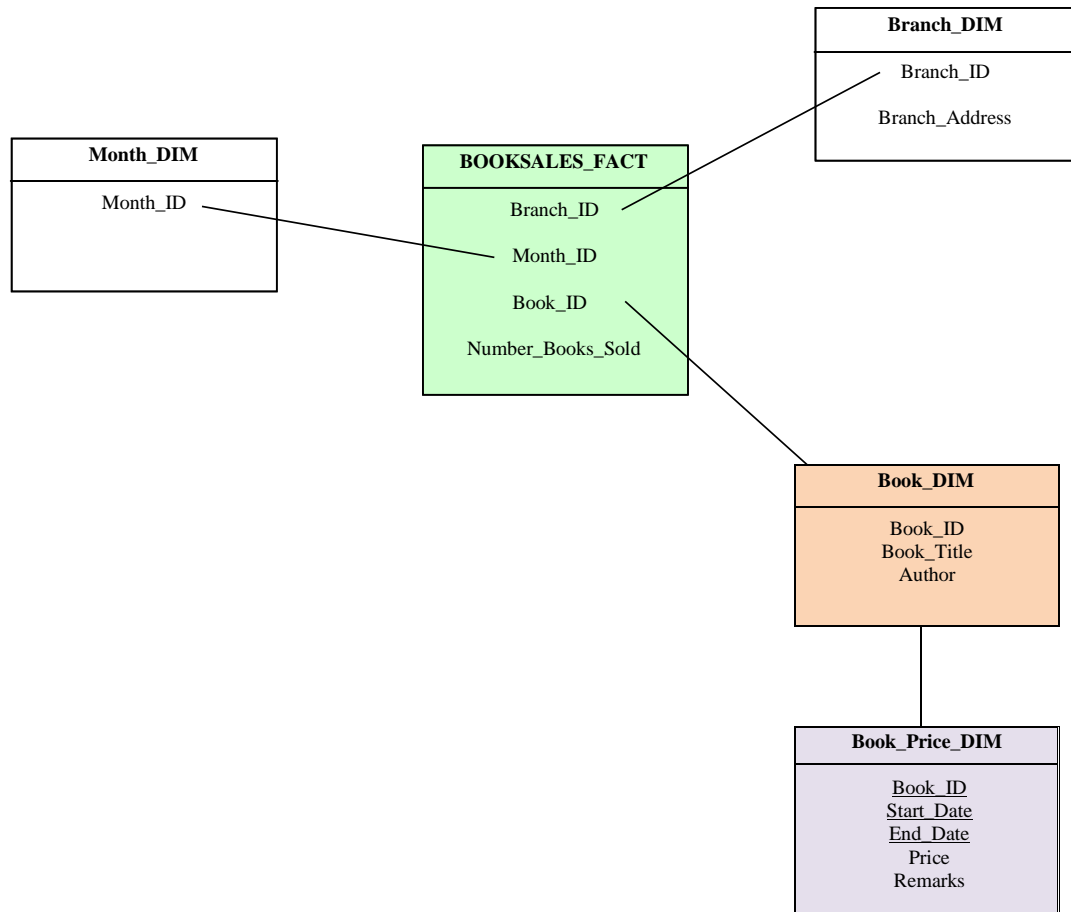 Branch_DIM
Branch_ID
Branch_Address
Month_DIM
Month_ID
BOOKSALES_FACT
Branch_ID
Month_ID
Book_ID
Number_Books_Sold
Book_DIM
Book_ID
Book_Title
Author
Book_Price_DIM
Book_ID
Start_Date
End_Date
Price
Remarks